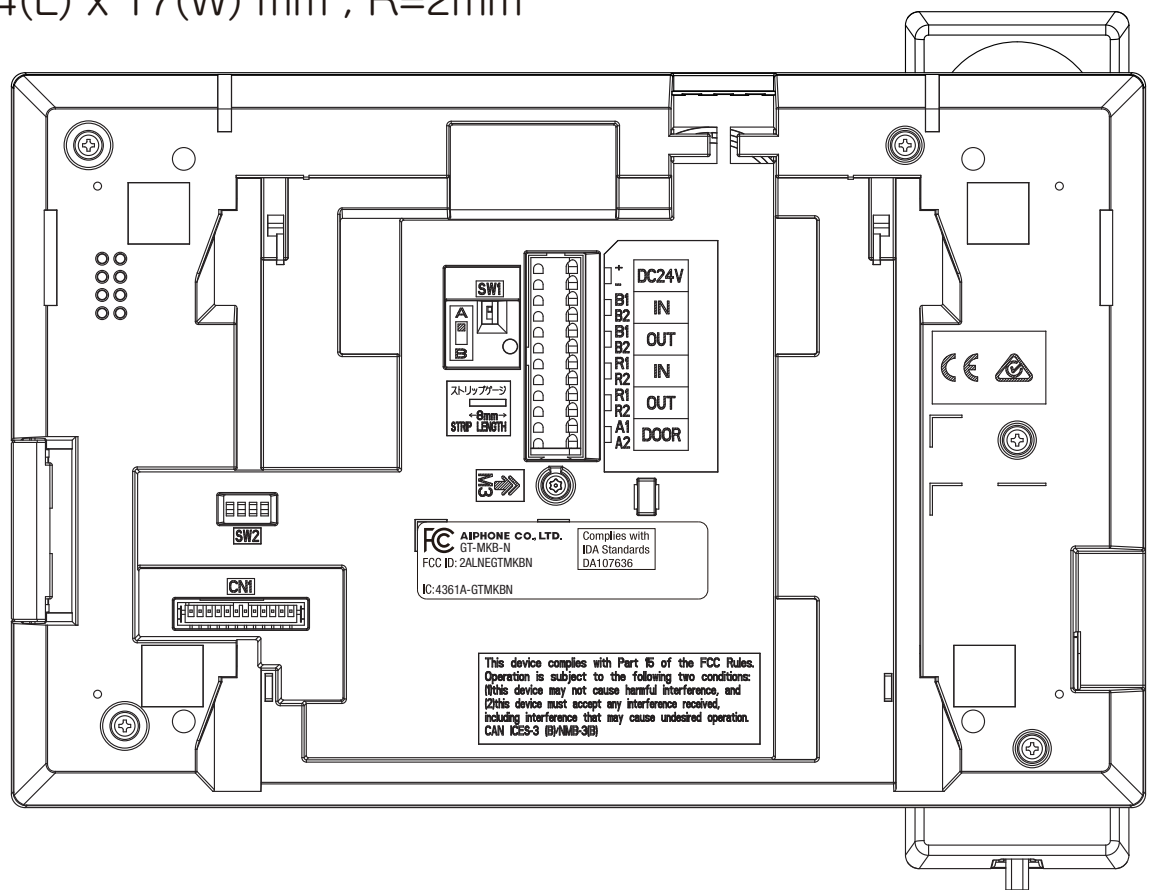 4(L) x 17(W) mm , R=2mm
SW1
A
B
ストリップゲージ
←8mm→
STRIP LENGTH
+
-
DC24V
B1
B2
IN
B1
B2
OUT
R1
R2
IN
R1
R2
OUT
A1
A2
DOOR
CE
M3
SW2
CN1
FC AIPHONE CO., LTD.
GT-MKB-N
FCC ID: 2ALNEGTMKBN
IC:4361A-GTMKBN
Complies with
IDA Standards
DA107636
This device complies with Part 15 of the FCC Rules.
Operation is subject to the following two conditions:
(1)this device may not cause harmful interference, and
(2)this device must accept any interference received,
including interference that may cause undesired operation.
CAN ICES-3 (B)/NMB-3(B)